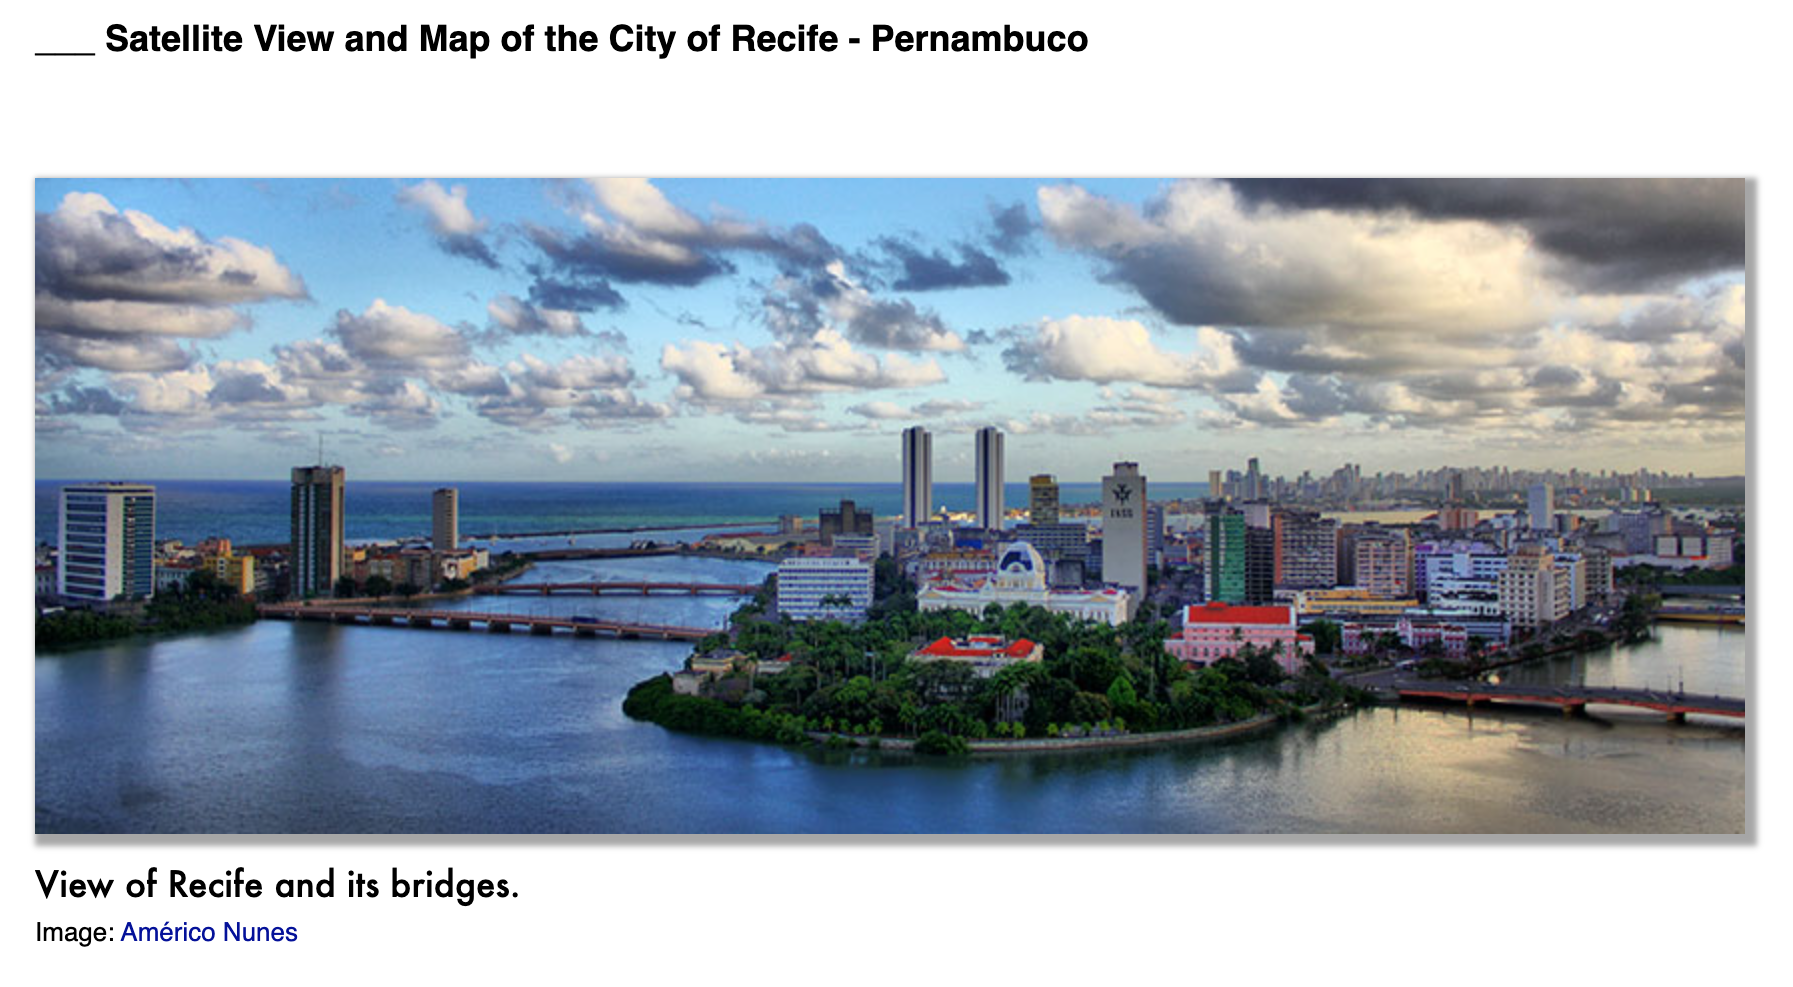 ___ Satellite View and Map of the City of Recife - Pernambuco
INSS
View of Recife and its bridges.
Image: Américo Nunes